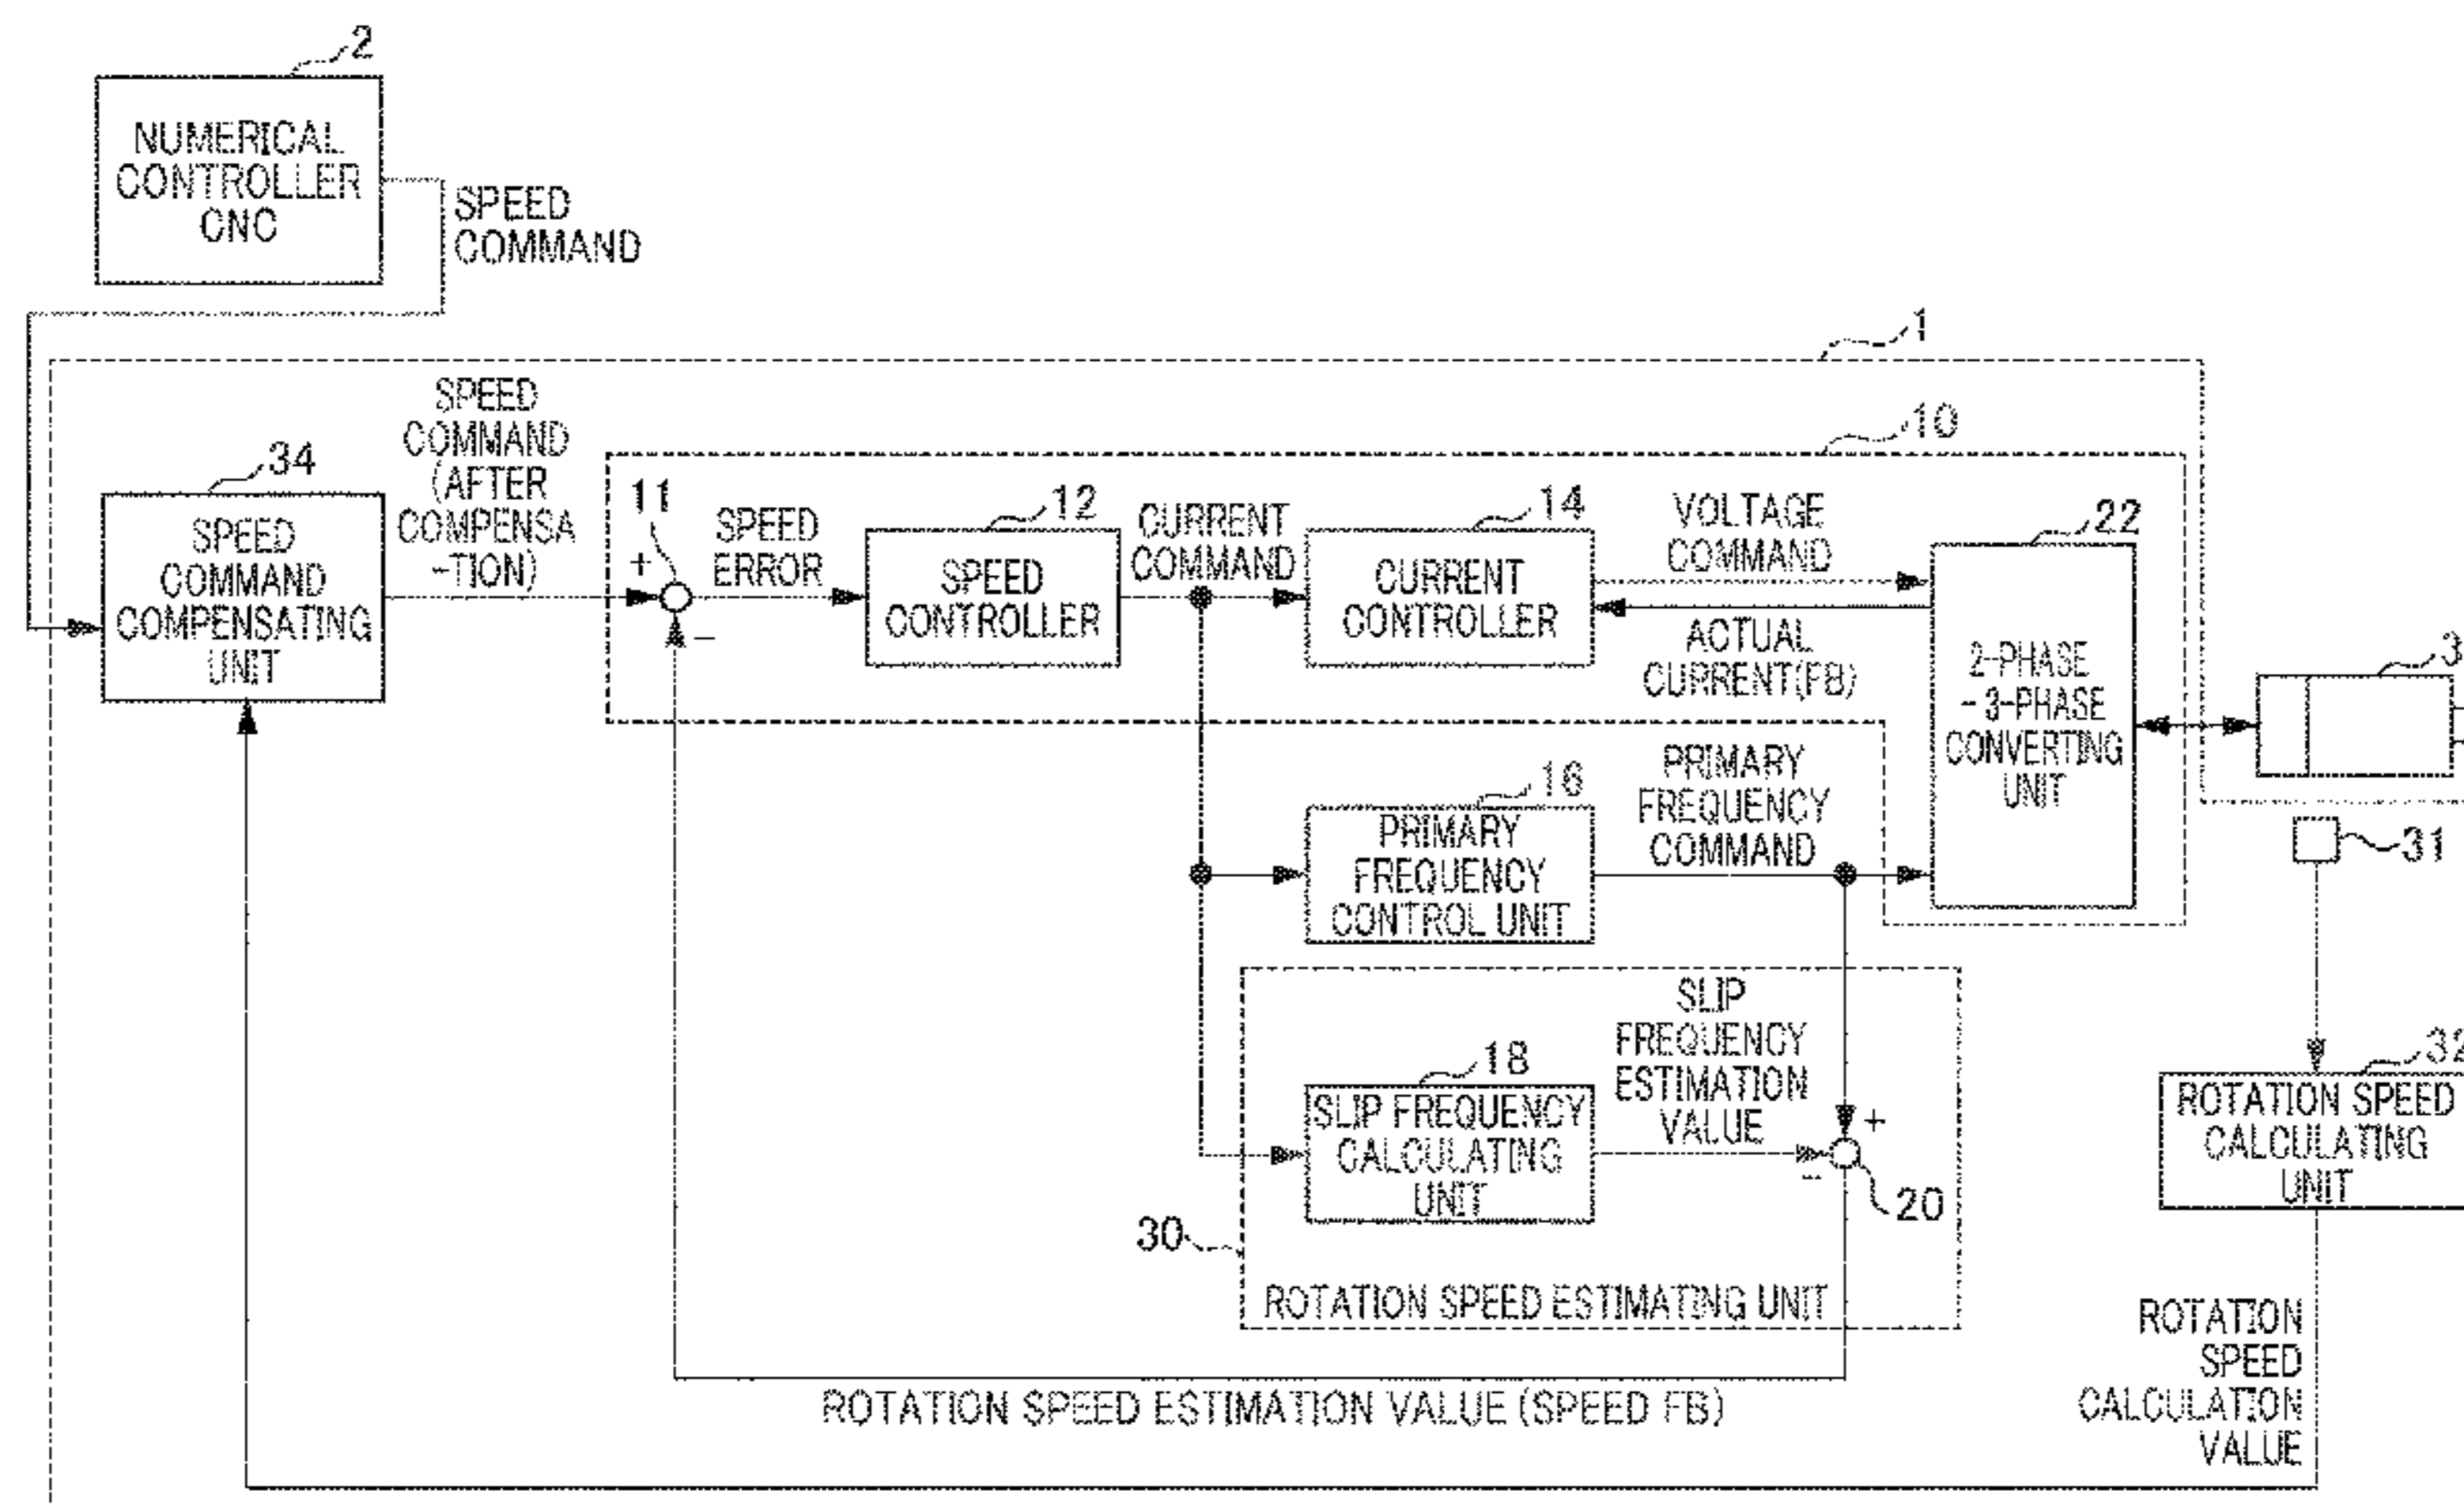 2
NUMERICAL
CONTROLLER
CNC
SPEED
COMMAND
1
10
34
SPEED
COMMAND
COMPENSATING
UNIT
SPEED
COMMAND
(AFTER
COMPENSA
-TION)
11
+
-
SPEED
ERROR
12
SPEED
CONTROLLER
CURRENT
COMMAND
14
CURRENT
CONTROLLER
VOLTAGE
COMMAND
ACTUAL
CURRENT(FB)
22
2-PHASE
-3-PHASE
CONVERTING
UNIT
3
31
16
PRIMARY
FREQUENCY
CONTROL UNIT
PRIMARY
FREQUENCY
COMMAND
18
SLIP FREQUENCY
CALCULATING
UNIT
SLIP
FREQUENCY
ESTIMATION
VALUE
+
-
20
30
ROTATION SPEED ESTIMATING UNIT
32
ROTATION SPEED
CALCULATING
UNIT
ROTATION
SPEED
CALCULATION
VALUE
ROTATION SPEED ESTIMATION VALUE (SPEED FB)